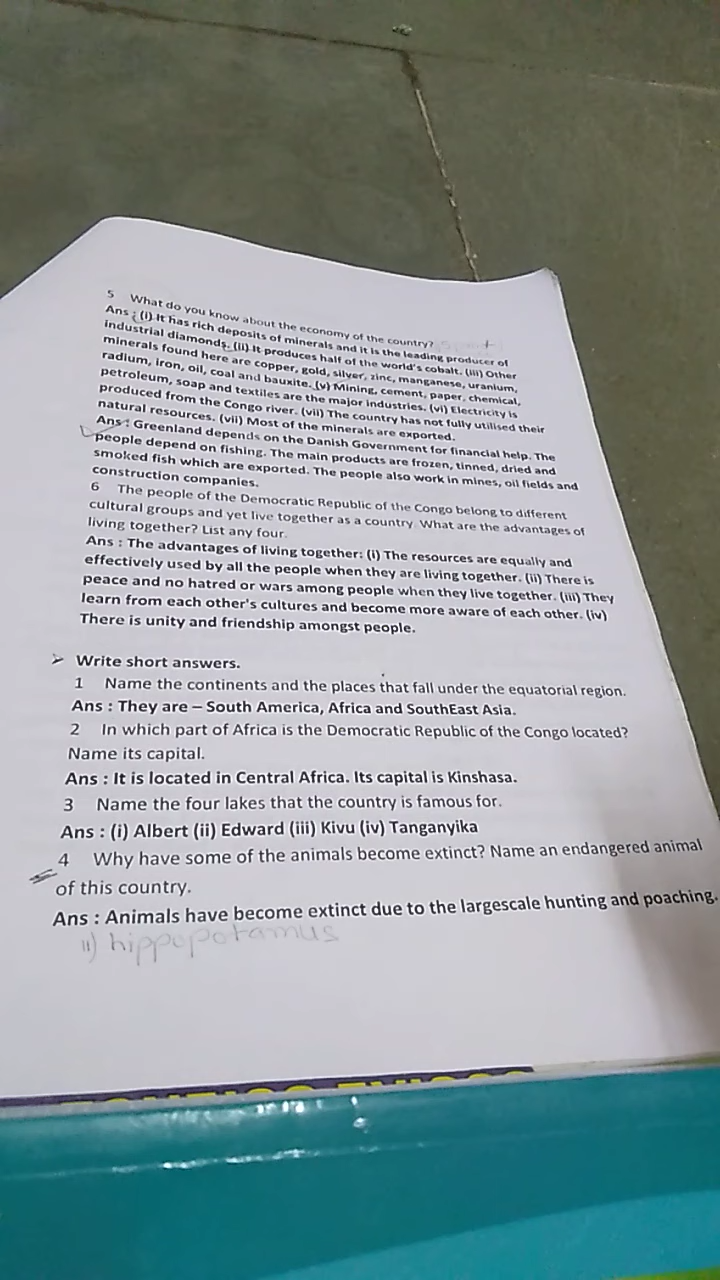 5 What do you know about the economy of the country?
Ans : (i) It has rich deposits of minerals and it is the leading producer of
industrial diamonds. (ii) It produces half of the world's cobalt. (iii) Other
minerals found here are copper, gold, silver, zinc, manganese, uranium,
radium, iron, oil, coal and bauxite. (v) Mining, cement, paper, chemical,
petroleum, soap and textiles are the major industries. (vi) Electricity is
produced from the Congo river. (vii) The country has not fully utilised their
natural resources. (vii) Most of the minerals are exported.
Ans : Greenland depends on the Danish Government for financial help. The
people depend on fishing. The main products are frozen, tinned, dried and
smoked fish which are exported. The people also work in mines, oil fields and
construction companies.
6 The people of the Democratic Republic of the Congo belong to different
cultural groups and yet live together as a country. What are the advantages of
living together? List any four.
Ans : The advantages of living together: (i) The resources are equally and
effectively used by all the people when they are living together. (ii) There is
peace and no hatred or wars among people when they live together. (iii) They
learn from each other's cultures and become more aware of each other. (iv)
There is unity and friendship amongst people.
➢ Write short answers.
1 Name the continents and the places that fall under the equatorial region.
Ans : They are – South America, Africa and SouthEast Asia.
2 In which part of Africa is the Democratic Republic of the Congo located?
Name its capital.
Ans : It is located in Central Africa. Its capital is Kinshasa.
3 Name the four lakes that the country is famous for.
Ans : (i) Albert (ii) Edward (iii) Kivu (iv) Tanganyika
4 Why have some of the animals become extinct? Name an endangered animal
of this country.
Ans : Animals have become extinct due to the largescale hunting and poaching.
ii) hippopotamus